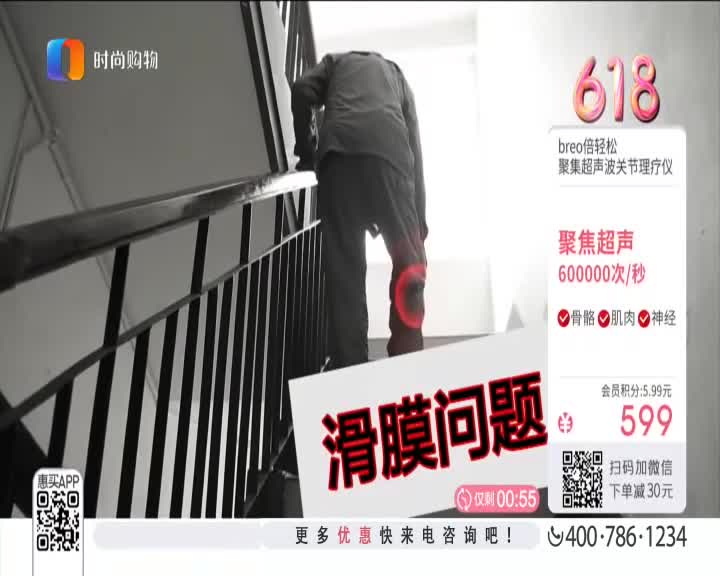 时尚购物
618
breo倍轻松
聚集超声波关节理疗仪
聚焦超声
600000次/秒
骨骼 肌肉 神经
会员积分:5.99元
¥ 599
滑膜问题
仅剩 00:55
扫码加微信
下单减30元
惠买APP
更多优惠快来电咨询吧！
400·786·1234